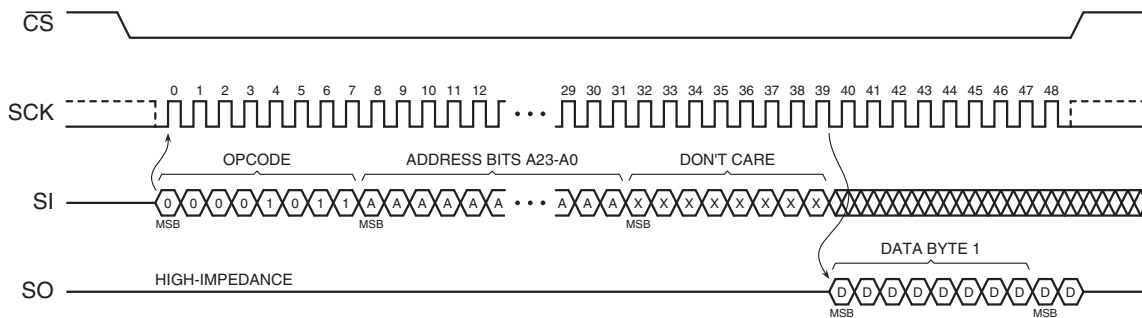 CS
0 1 2 3 4 5 6 7 8 9 10 11 12 29 30 31 32 33 34 35 36 37 38 39 40 41 42 43 44 45 46 47 48
SCK • • •
OPCODE ADDRESS BITS A23-A0 DON'T CARE
SI 0 0 0 0 1 0 1 1 A A A A A A • • • A A A X X X X X X X X
MSB MSB MSB
DATA BYTE 1
HIGH-IMPEDANCE
SO D D D D D D D D D D
MSB MSB